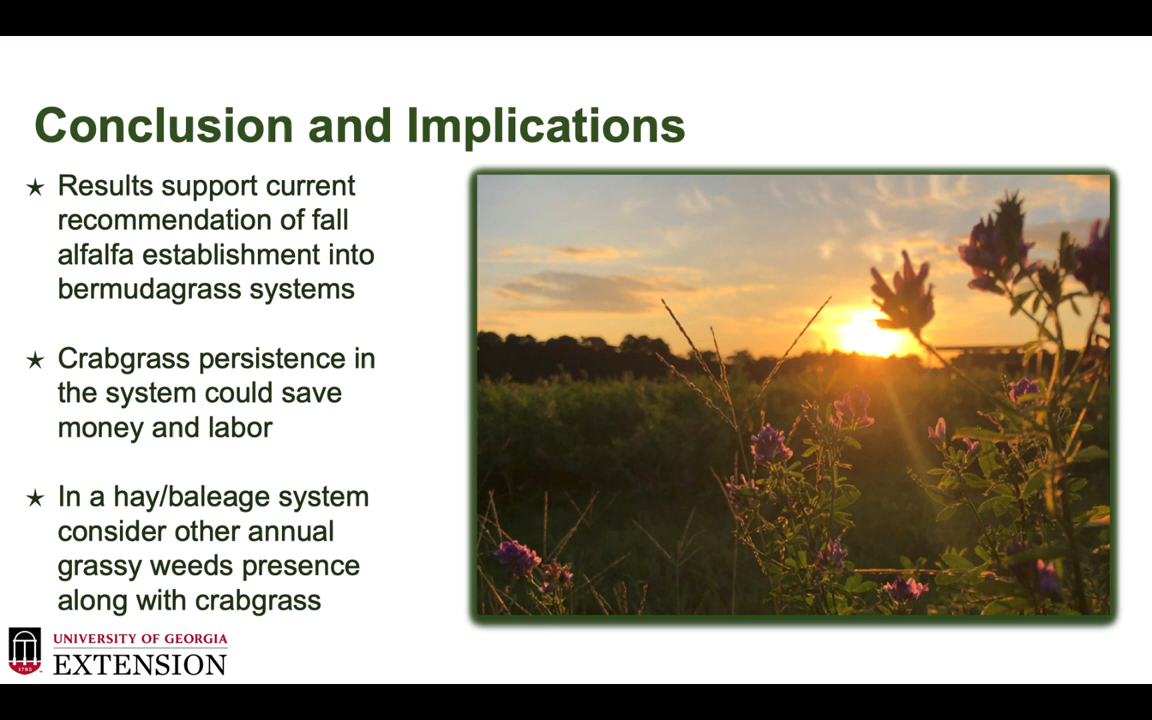 Conclusion and Implications
★ Results support current
recommendation of fall
alfalfa establishment into
bermudagrass systems
★ Crabgrass persistence in
the system could save
money and labor
★ In a hay/baleage system
consider other annual
grassy weeds presence
along with crabgrass
1785
UNIVERSITY OF GEORGIA
EXTENSION